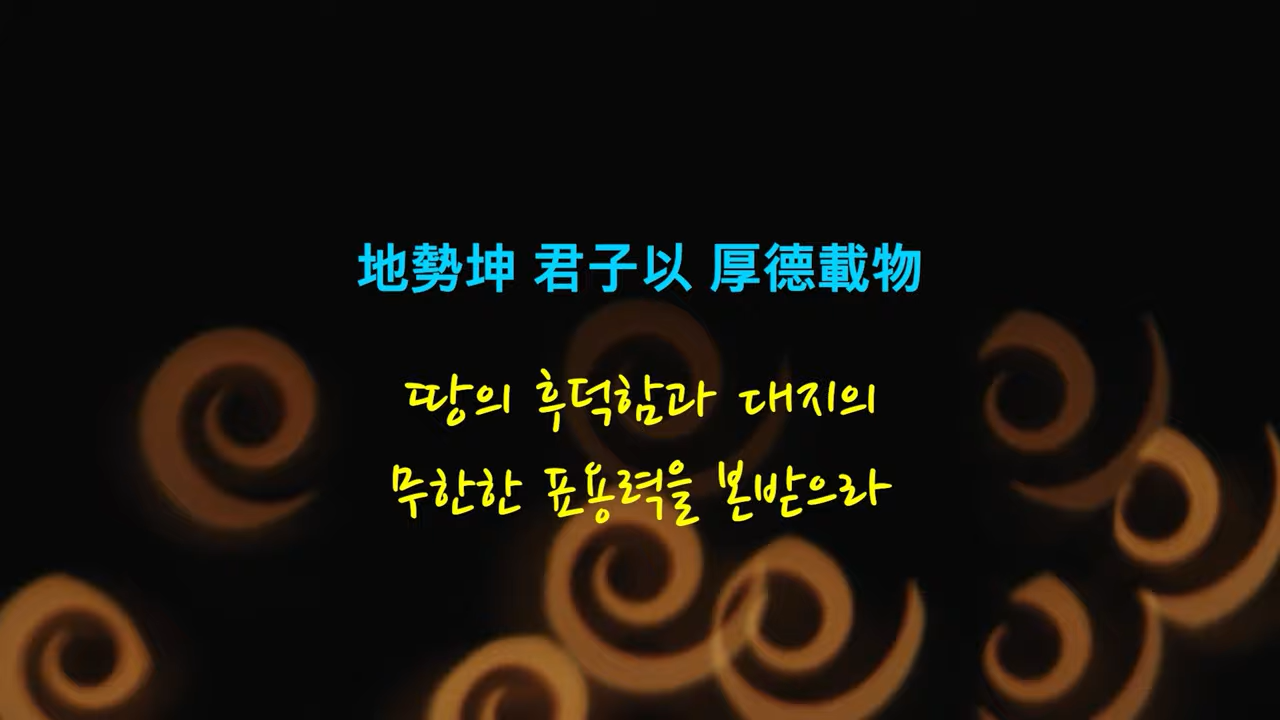 地勢坤 君子以 厚德載物
땅의 후덕함과 대지의
무한한 포용력을 본받으라